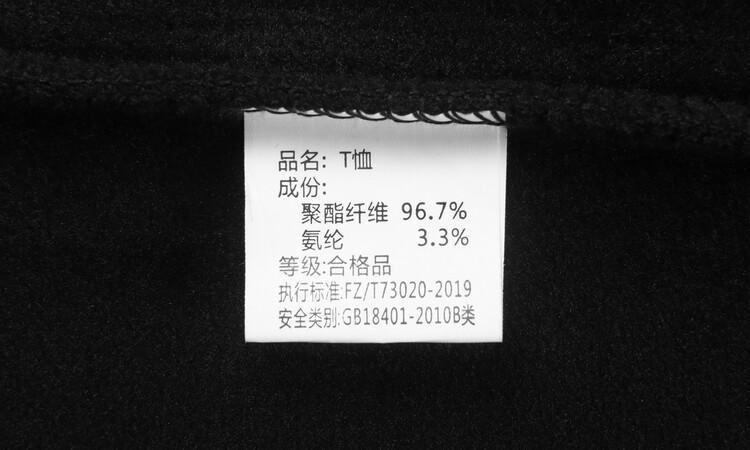 品名: T恤
成份:
聚酯纤维 96.7%
氨纶 3.3%
等级:合格品
执行标准:FZ/T73020-2019
安全类别:GB18401-2010B类